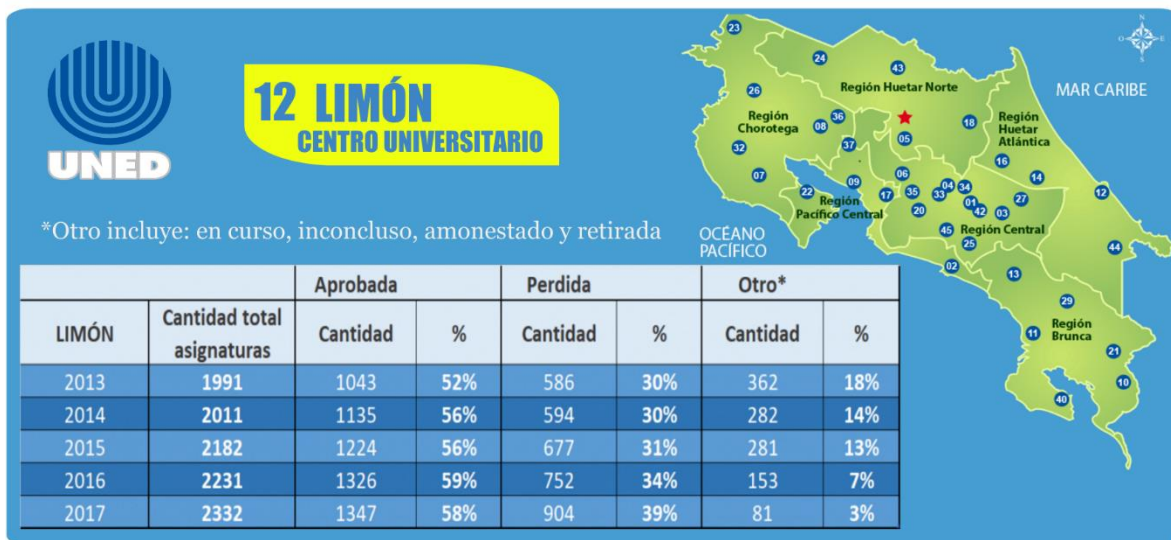 UNED
12 LIMÓN
CENTRO UNIVERSITARIO
*Otro incluye: en curso, inconcluso, amonestado y retirada
Aprobada Perdida Otro*
LIMÓN Cantidad total asignaturas Cantidad % Cantidad % Cantidad %
2013 1991 1043 52% 586 30% 362 18%
2014 2011 1135 56% 594 30% 282 14%
2015 2182 1224 56% 677 31% 281 13%
2016 2231 1326 59% 752 34% 153 7%
2017 2332 1347 58% 904 39% 81 3%
N
O E
S
MAR CARIBE
OCÉANO
PACÍFICO
Región Huetar Norte
Región
Chorotega
Región
Huetar
Atlántica
Región
Pacífico Central
Región Central
Región
Brunca
23
24
43
26
36
08
18
05
32
37
16
07
06
14
22
09
17
35
04
34
33
01
27
12
20
42
03
45
25
44
02
13
29
11
21
10
40